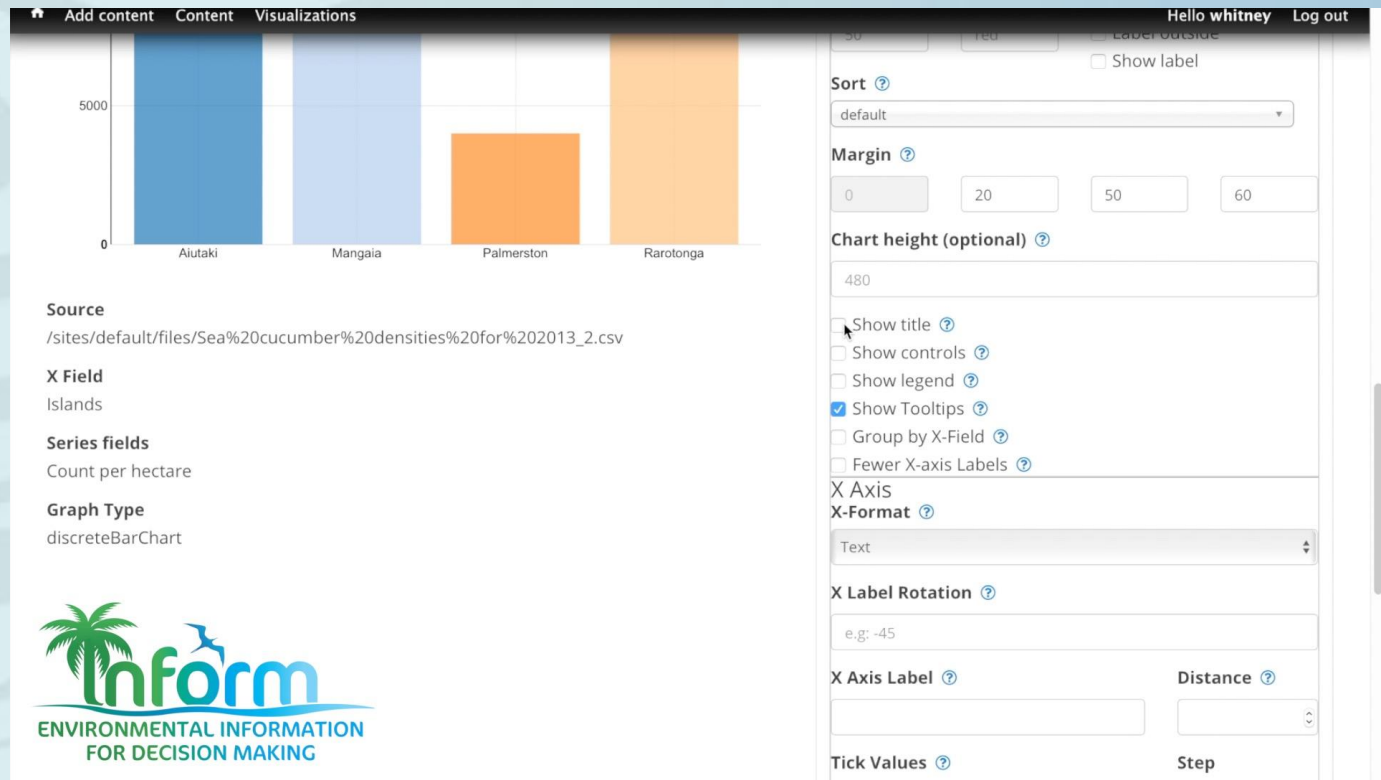 Add content Content Visualizations Hello whitney Log out
50 red Label outside
Show label
Sort
default
Margin
0 20 50 60
Chart height (optional)
480
Show title
Show controls
Show legend
Show Tooltips
Group by X-Field
Fewer X-axis Labels
X Axis
X-Format
Text
X Label Rotation
e.g: -45
X Axis Label Distance
Tick Values Step
5000
0
Aiutaki Mangaia Palmerston Rarotonga
Source
/sites/default/files/Sea%20cucumber%20densities%20for%202013_2.csv
X Field
Islands
Series fields
Count per hectare
Graph Type
discreteBarChart
Inform
ENVIRONMENTAL INFORMATION
FOR DECISION MAKING